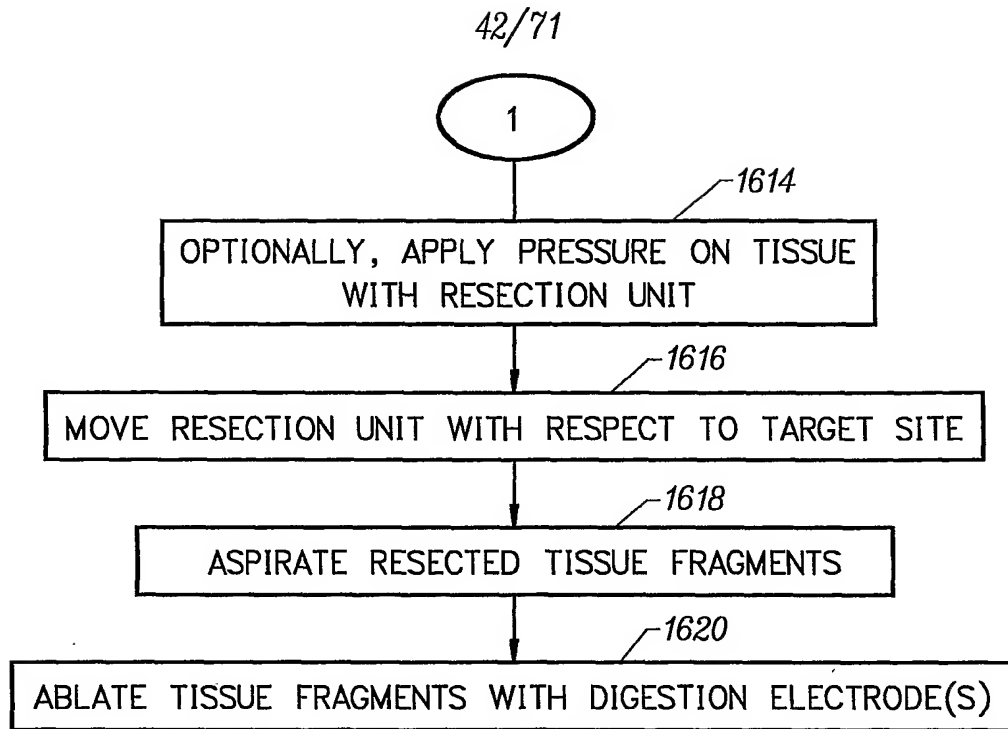 42/71
1
1614
OPTIONALLY, APPLY PRESSURE ON TISSUE
WITH RESECTION UNIT
1616
MOVE RESECTION UNIT WITH RESPECT TO TARGET SITE
1618
ASPIRATE RESECTED TISSUE FRAGMENTS
1620
ABLATE TISSUE FRAGMENTS WITH DIGESTION ELECTRODE(S)